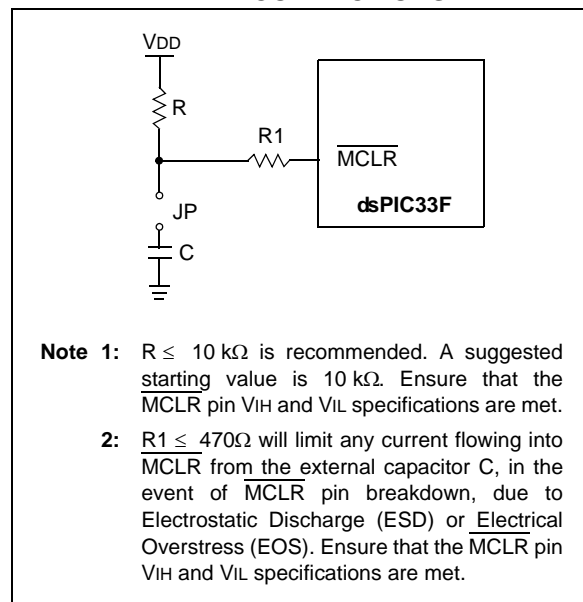 VDD
R
R1
MCLR
dsPIC33F
JP
C
Note 1: R ≤ 10 kΩ is recommended. A suggested
starting value is 10 kΩ. Ensure that the
MCLR pin VIH and VIL specifications are met.
2: R1 ≤ 470Ω will limit any current flowing into
MCLR from the external capacitor C, in the
event of MCLR pin breakdown, due to
Electrostatic Discharge (ESD) or Electrical
Overstress (EOS). Ensure that the MCLR pin
VIH and VIL specifications are met.